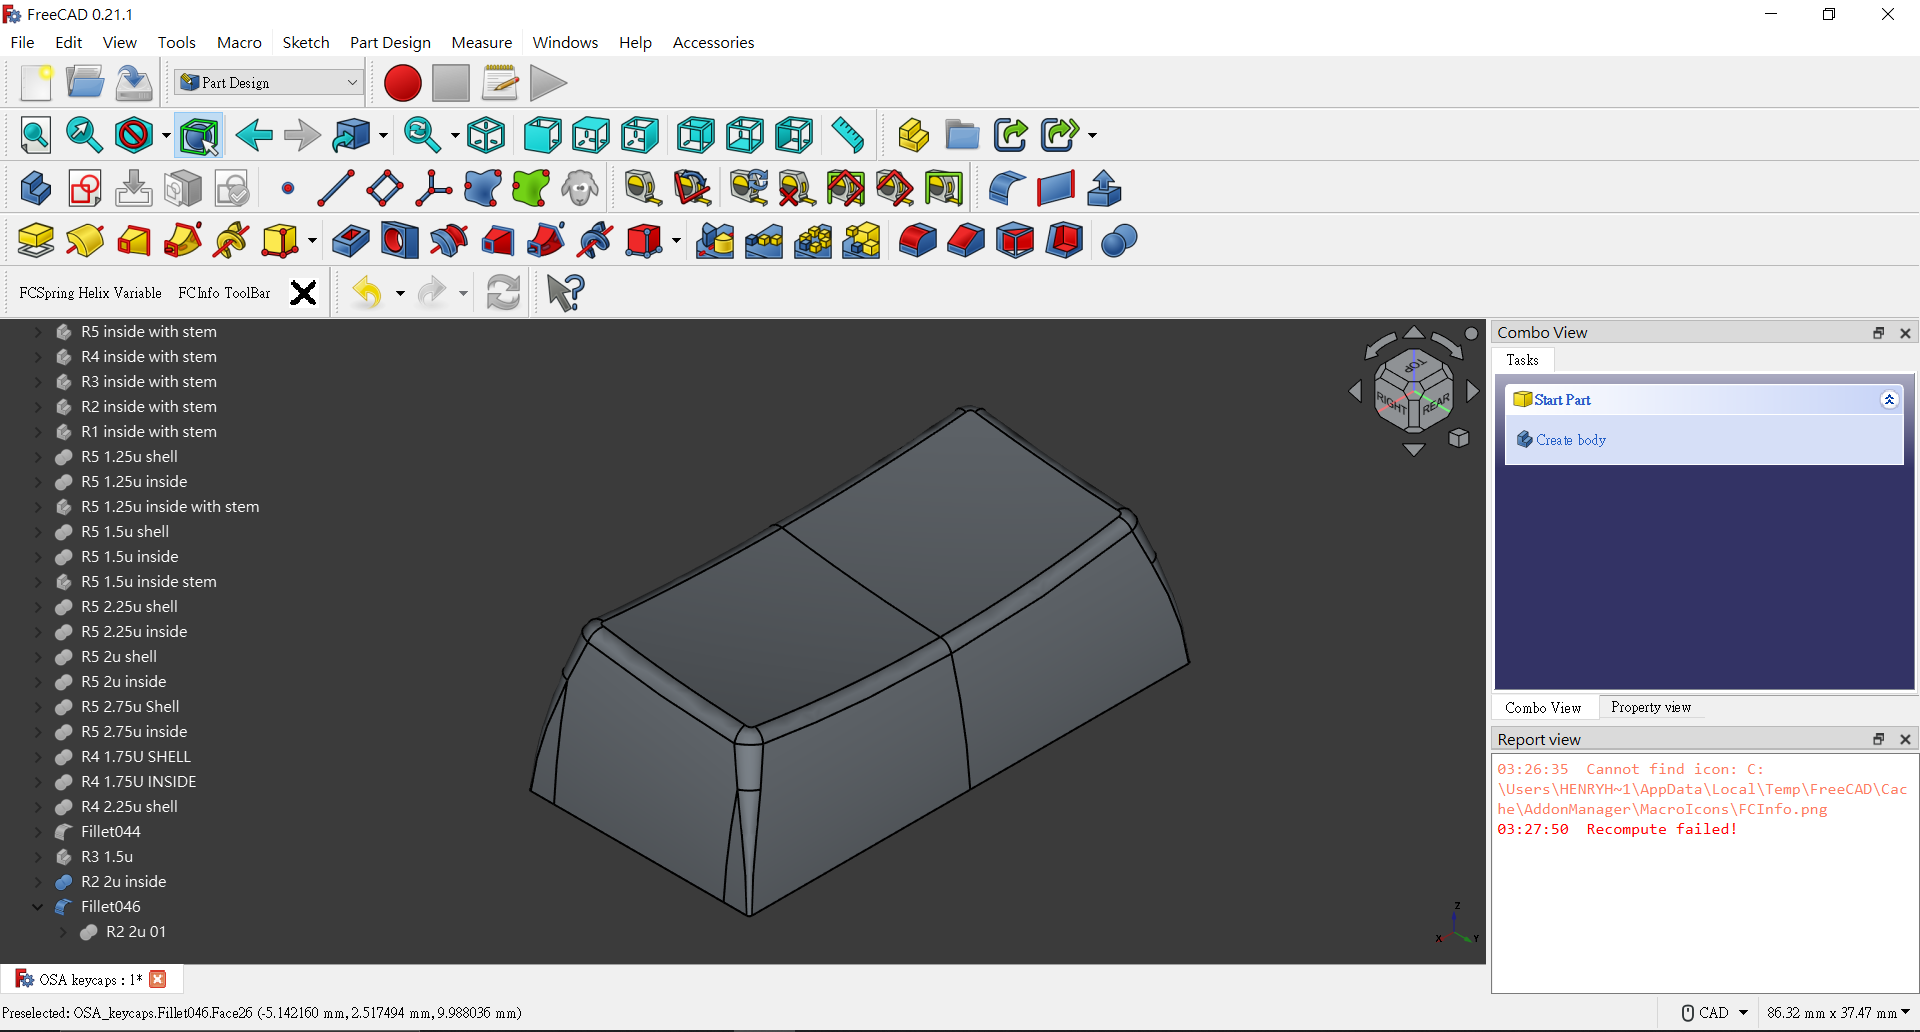 FreeCAD 0.21.1
File Edit View Tools Macro Sketch Part Design Measure Windows Help Accessories
Part Design
FCSpring Helix Variable FCInfo ToolBar
R5 inside with stem
R4 inside with stem
R3 inside with stem
R2 inside with stem
R1 inside with stem
R5 1.25u shell
R5 1.25u inside
R5 1.25u inside with stem
R5 1.5u shell
R5 1.5u inside
R5 1.5u inside stem
R5 2.25u shell
R5 2.25u inside
R5 2u shell
R5 2u inside
R5 2.75u Shell
R5 2.75u inside
R4 1.75U SHELL
R4 1.75U INSIDE
R4 2.25u shell
Fillet044
R3 1.5u
R2 2u inside
Fillet046
R2 2u 01
TOP
RIGHT
REAR
Z
X
Y
Combo View
Tasks
Start Part
Create body
Combo View Property view
Report view
03:26:35 Cannot find icon: C:
\Users\HENRYH~1\AppData\Local\Temp\FreeCAD\Cac
he\AddonManager\MacroIcons\FCInfo.png
03:27:50 Recompute failed!
OSA keycaps : 1*
Preselected: OSA_keycaps.Fillet046.Face26 (-5.142160 mm, 2.517494 mm, 9.988036 mm)
CAD
86.32 mm x 37.47 mm